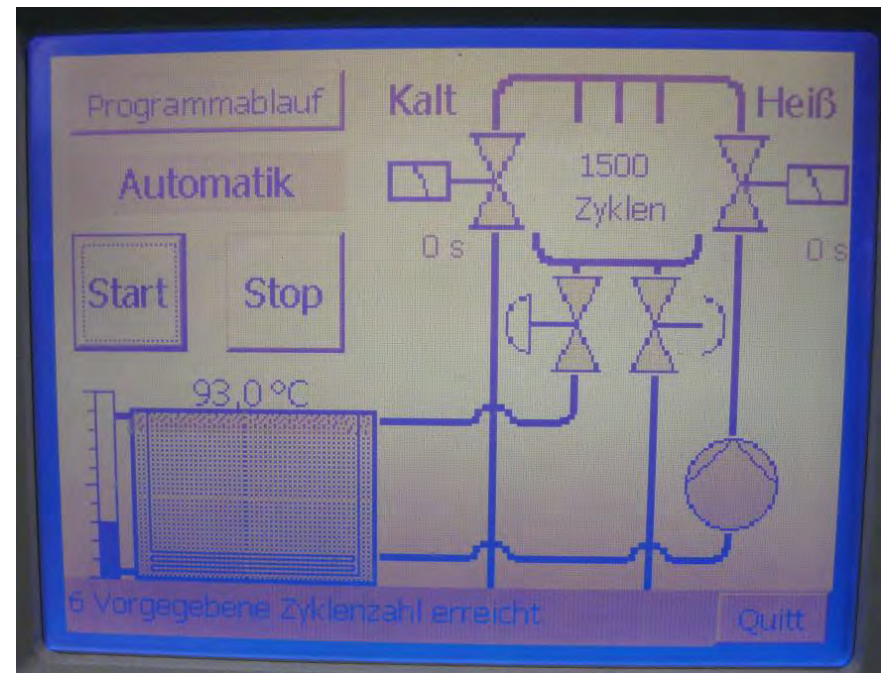 Programmablauf
Kalt
Heiß
Automatik
1500
Zyklen
0 s
0 s
Start
Stop
93,0 °C
6 Vorgegebene Zyklenzahl erreicht
Quitt